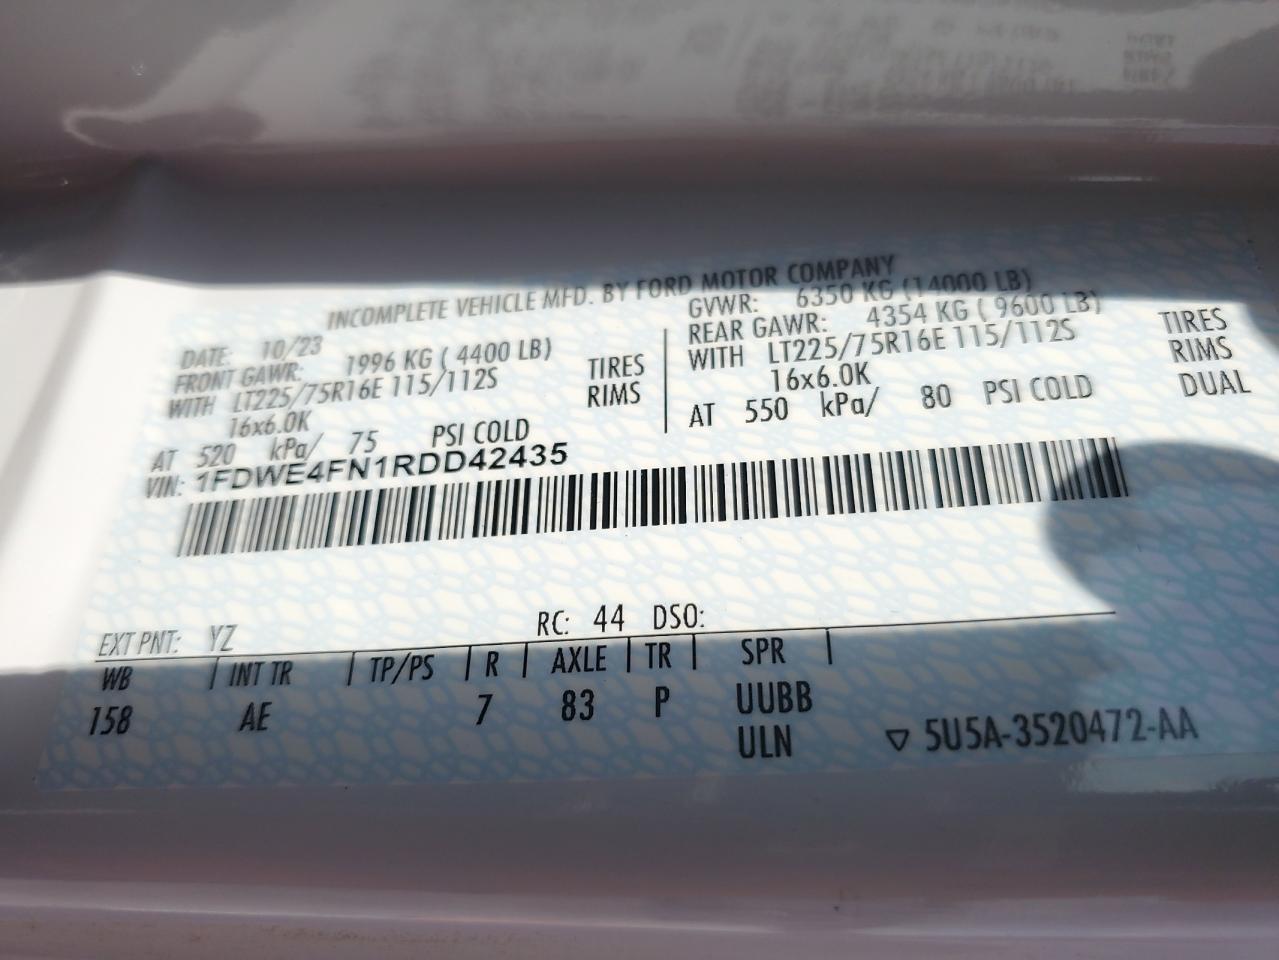 INCOMPLETE VEHICLE MFD. BY FORD MOTOR COMPANY
DATE: 10/23
FRONT GAWR: 1996 KG ( 4400 LB)
WITH LT225/75R16E 115/112S TIRES
16x6.0K RIMS
AT 520 kPa/ 75 PSI COLD
GVWR: 6350 KG (14000 LB)
REAR GAWR: 4354 KG ( 9600 LB)
WITH LT225/75R16E 115/112S TIRES
16x6.0K RIMS
AT 550 kPa/ 80 PSI COLD DUAL
VIN: 1FDWE4FN1RDD42435
EXT PNT: YZ RC: 44 DSO:
WB INT TR TP/PS R AXLE TR SPR
158 AE 7 83 P UUBB
ULN 5U5A-3520472-AA